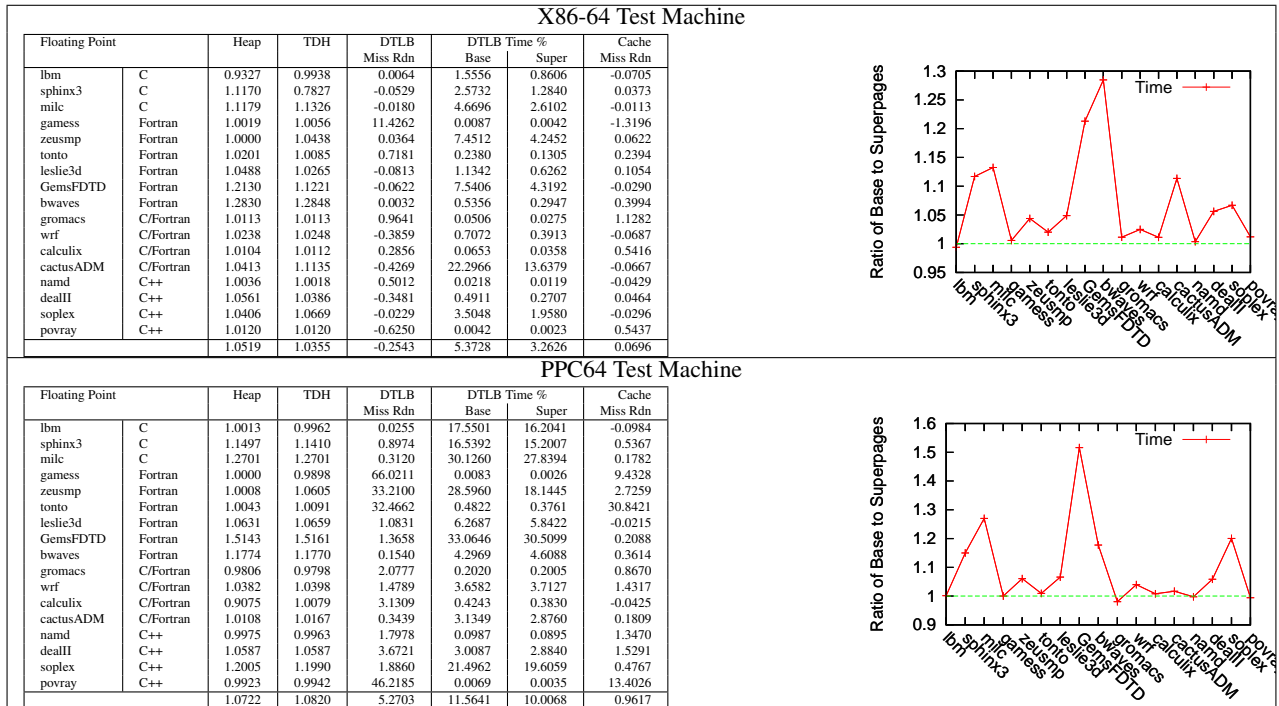 X86-64 Test Machine
Floating Point Heap TDH DTLB DTLB Time % Cache
Miss Rdn Base Super Miss Rdn
lbm C 0.9327 0.9938 0.0064 1.5556 0.8606 -0.0705
sphinx3 C 1.1170 0.7827 -0.0529 2.5732 1.2840 0.0373
milc C 1.1179 1.1326 -0.0180 4.6696 2.6102 -0.0113
gamess Fortran 1.0019 1.0056 11.4262 0.0087 0.0042 -1.3196
zeusmp Fortran 1.0000 1.0438 0.0364 7.4512 4.2452 0.0622
tonto Fortran 1.0201 1.0085 0.7181 0.2380 0.1305 0.2394
leslie3d Fortran 1.0488 1.0265 -0.0813 1.1342 0.6262 0.1054
GemsFDTD Fortran 1.2130 1.1221 -0.0622 7.5406 4.3192 -0.0290
bwaves Fortran 1.2830 1.2848 0.0032 0.5356 0.2947 0.3994
gromacs C/Fortran 1.0113 1.0113 0.9641 0.0506 0.0275 1.1282
wrf C/Fortran 1.0238 1.0248 -0.3859 0.7072 0.3913 -0.0687
calculix C/Fortran 1.0104 1.0112 0.2856 0.0653 0.0358 0.5416
cactusADM C/Fortran 1.0413 1.1135 -0.4269 22.2966 13.6379 -0.0667
namd C++ 1.0036 1.0018 0.5012 0.0218 0.0119 -0.0429
dealII C++ 1.0561 1.0386 -0.3481 0.4911 0.2707 0.0464
soplex C++ 1.0406 1.0669 -0.0229 3.5048 1.9580 -0.0296
povray C++ 1.0120 1.0120 -0.6250 0.0042 0.0023 0.5437
1.0519 1.0355 -0.2543 5.3728 3.2626 0.0696
Ratio of Base to Superpages
1.3
1.25
1.2
1.15
1.1
1.05
1
0.95
Time
lbm
sphinx3
milc
gamess
zeusmp
tonto
leslie3d
GemsFDTD
bwaves
gromacs
wrf
calculix
cactusADM
namd
dealII
soplex
povray
PPC64 Test Machine
Floating Point Heap TDH DTLB DTLB Time % Cache
Miss Rdn Base Super Miss Rdn
lbm C 1.0013 0.9962 0.0255 17.5501 16.2041 -0.0984
sphinx3 C 1.1497 1.1410 0.8974 16.5392 15.2007 0.5367
milc C 1.2701 1.2701 0.3120 30.1260 27.8394 0.1782
gamess Fortran 1.0000 0.9898 66.0211 0.0083 0.0026 9.4328
zeusmp Fortran 1.0008 1.0605 33.2100 28.5960 18.1445 2.7259
tonto Fortran 1.0043 1.0091 32.4662 0.4822 0.3761 30.8421
leslie3d Fortran 1.0631 1.0659 1.0831 6.2687 5.8422 -0.0215
GemsFDTD Fortran 1.5143 1.5161 1.3658 33.0646 30.5099 0.2088
bwaves Fortran 1.1774 1.1770 0.1540 4.2969 4.6088 0.3614
gromacs C/Fortran 0.9806 0.9798 2.0777 0.2020 0.2005 0.8670
wrf C/Fortran 1.0382 1.0398 1.4789 3.6582 3.7127 1.4317
calculix C/Fortran 0.9075 1.0079 3.1309 0.4243 0.3830 -0.0425
cactusADM C/Fortran 1.0108 1.0167 0.3439 3.1349 2.8760 0.1809
namd C++ 0.9975 0.9963 1.7978 0.0987 0.0895 1.3470
dealII C++ 1.0587 1.0587 3.6721 3.0087 2.8840 1.5291
soplex C++ 1.2005 1.1990 1.8860 21.4962 19.6059 0.4767
povray C++ 0.9923 0.9942 46.2185 0.0069 0.0035 13.4026
1.0722 1.0820 5.2703 11.5641 10.0068 0.9617
Ratio of Base to Superpages
1.6
1.5
1.4
1.3
1.2
1.1
1
0.9
Time
lbm
sphinx3
milc
gamess
zeusmp
tonto
leslie3d
GemsFDTD
bwaves
gromacs
wrf
calculix
cactusADM
namd
dealII
soplex
povray